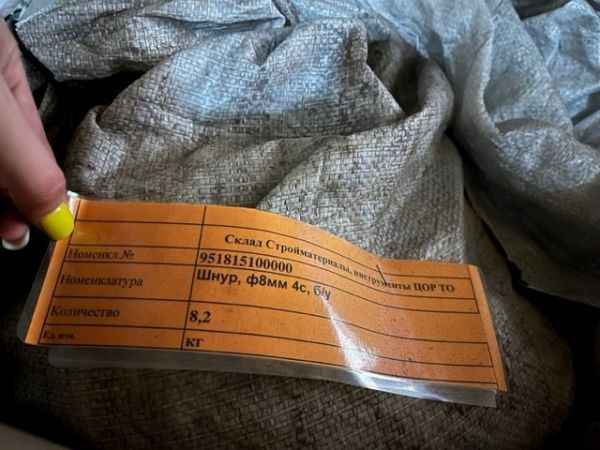 Склад Стройматериалы, инструменты ЦОР ТО
Номенкл.№ 951815100000
Номенклатура Шнур, ф8мм 4с, б/у
Количество 8,2
Ед. изм. кг